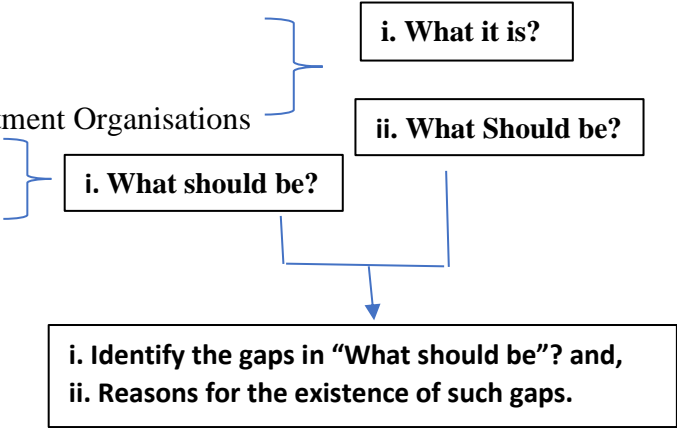 i. What it is?
Organisations
ii. What Should be?
i. What should be?
i. Identify the gaps in “What should be”? and,
ii. Reasons for the existence of such gaps.